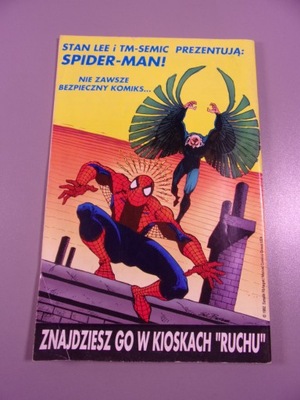 STAN LEE i TM-SEMIC PREZENTUJĄ:
SPIDER-MAN!
NIE ZAWSZE
BEZPIECZNY KOMIKS...
ZNAJDZIESZ GO W KIOSKACH "RUCHU"